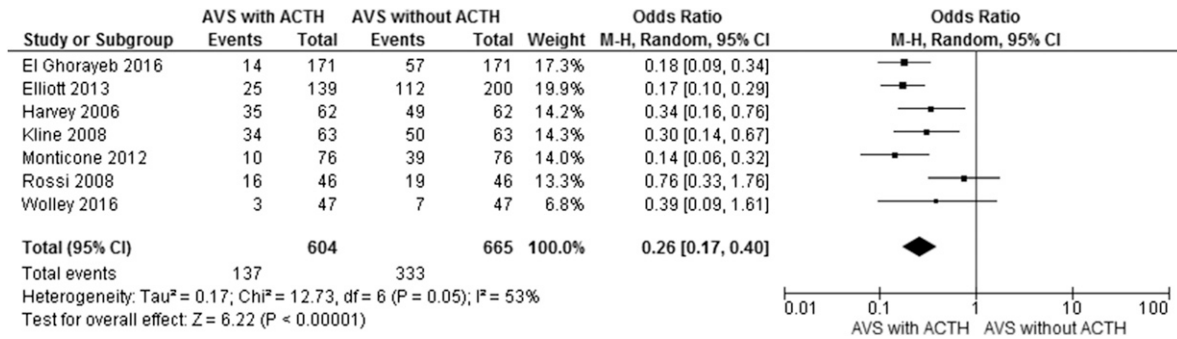 AVS with ACTH AVS without ACTH Odds Ratio Odds Ratio
Study or Subgroup Events Total Events Total Weight M-H, Random, 95% CI M-H, Random, 95% CI
El Ghorayeb 2016 14 171 57 171 17.3% 0.18 [0.09, 0.34]
Elliott 2013 25 139 112 200 19.9% 0.17 [0.10, 0.29]
Harvey 2006 35 62 49 62 14.2% 0.34 [0.16, 0.76]
Kline 2008 34 63 50 63 14.3% 0.30 [0.14, 0.67]
Monticone 2012 10 76 39 76 14.0% 0.14 [0.06, 0.32]
Rossi 2008 16 46 19 46 13.3% 0.76 [0.33, 1.76]
Wolley 2016 3 47 7 47 6.8% 0.39 [0.09, 1.61]
Total (95% CI) 604 665 100.0% 0.26 [0.17, 0.40]
Total events 137 333
Heterogeneity: Tau² = 0.17; Chi² = 12.73, df = 6 (P = 0.05); I² = 53%
Test for overall effect: Z = 6.22 (P < 0.00001)
0.01 0.1 1 10 100
AVS with ACTH AVS without ACTH